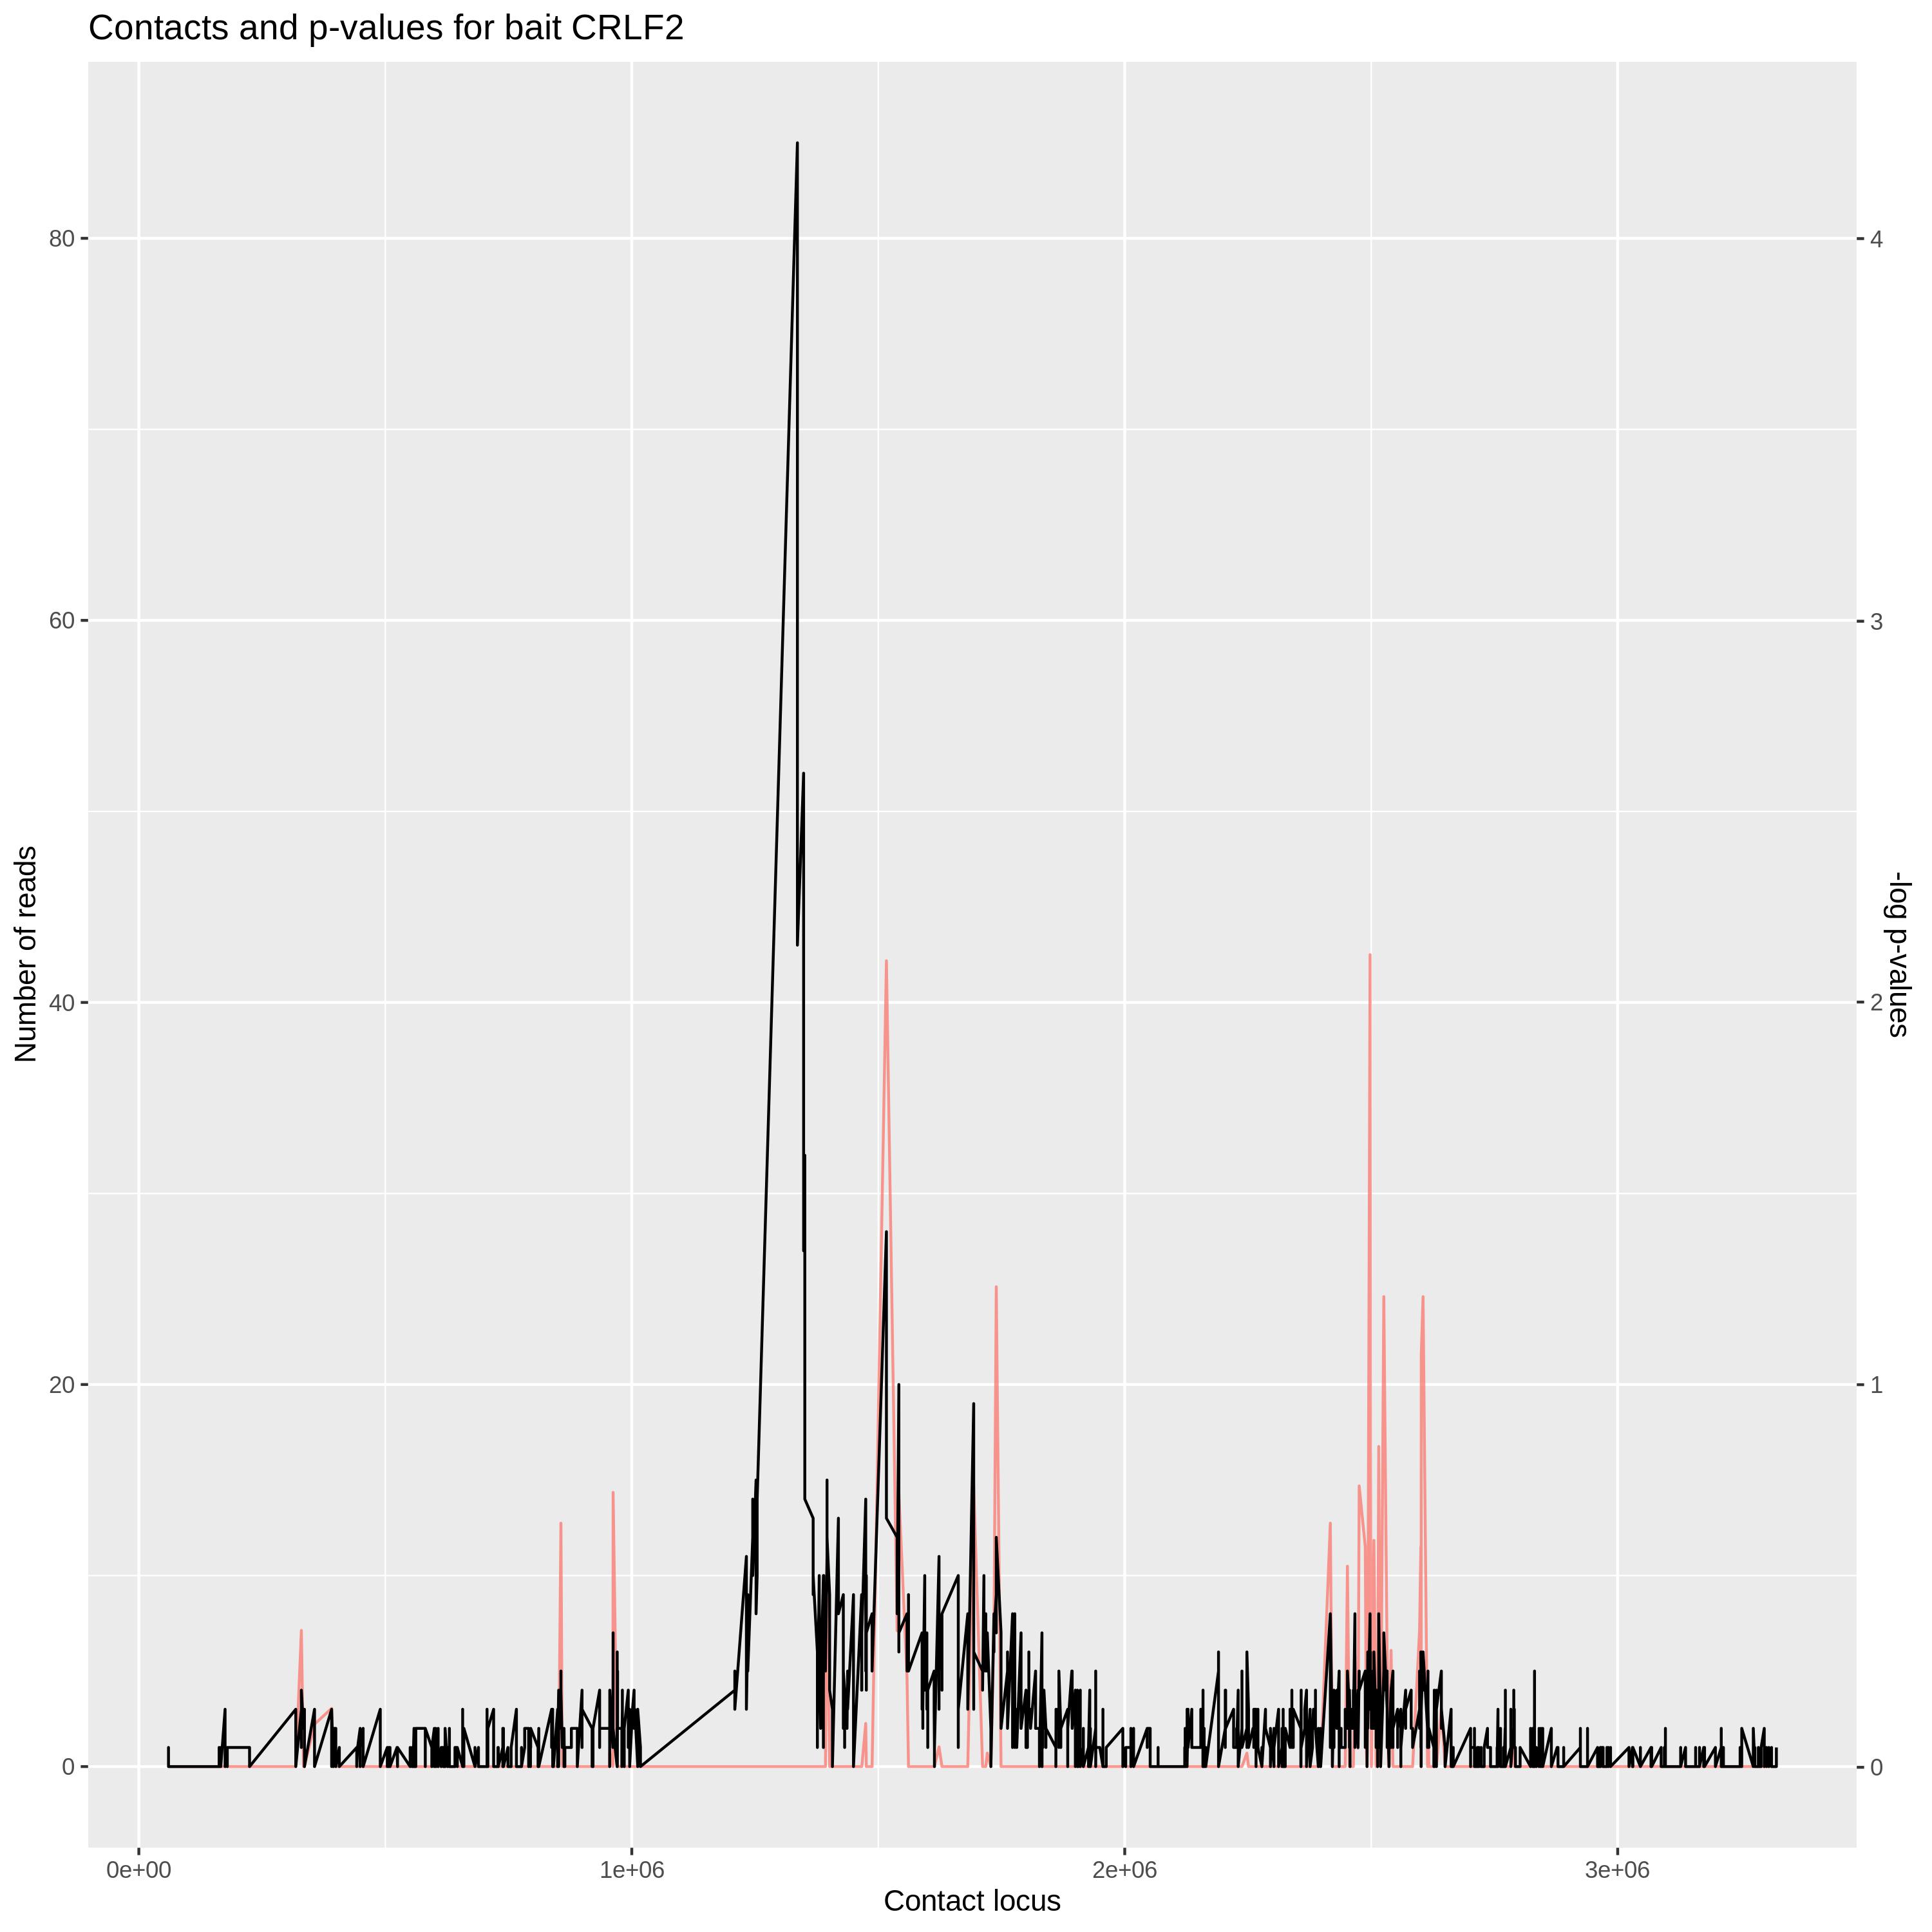 Contacts and p-values for bait CRLF2
80
60
40
20
0
Number of reads
4
3
2
1
0
-log p-values
0e+00 1e+06 2e+06 3e+06
Contact locus